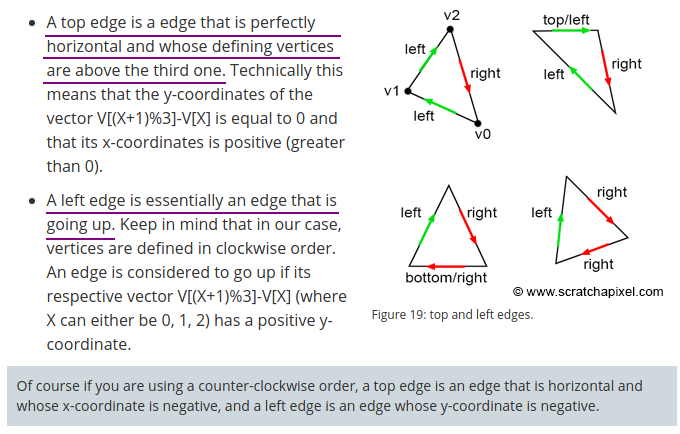 A top edge is a edge that is perfectly
horizontal and whose defining vertices
are above the third one. Technically this
means that the y-coordinates of the
vector V[(X+1)%3]-V[X] is equal to 0 and
that its x-coordinates is positive (greater
than 0).
A left edge is essentially an edge that is
going up. Keep in mind that in our case,
vertices are defined in clockwise order.
An edge is considered to go up if its
respective vector V[(X+1)%3]-V[X] (where
X can either be 0, 1, 2) has a positive y-
coordinate.
v2
left
right
v1
left
v0
top/left
left
right
left
right
bottom/right
left
right
right
© www.scratchapixel.com
Figure 19: top and left edges.
Of course if you are using a counter-clockwise order, a top edge is an edge that is horizontal and
whose x-coordinate is negative, and a left edge is an edge whose y-coordinate is negative.